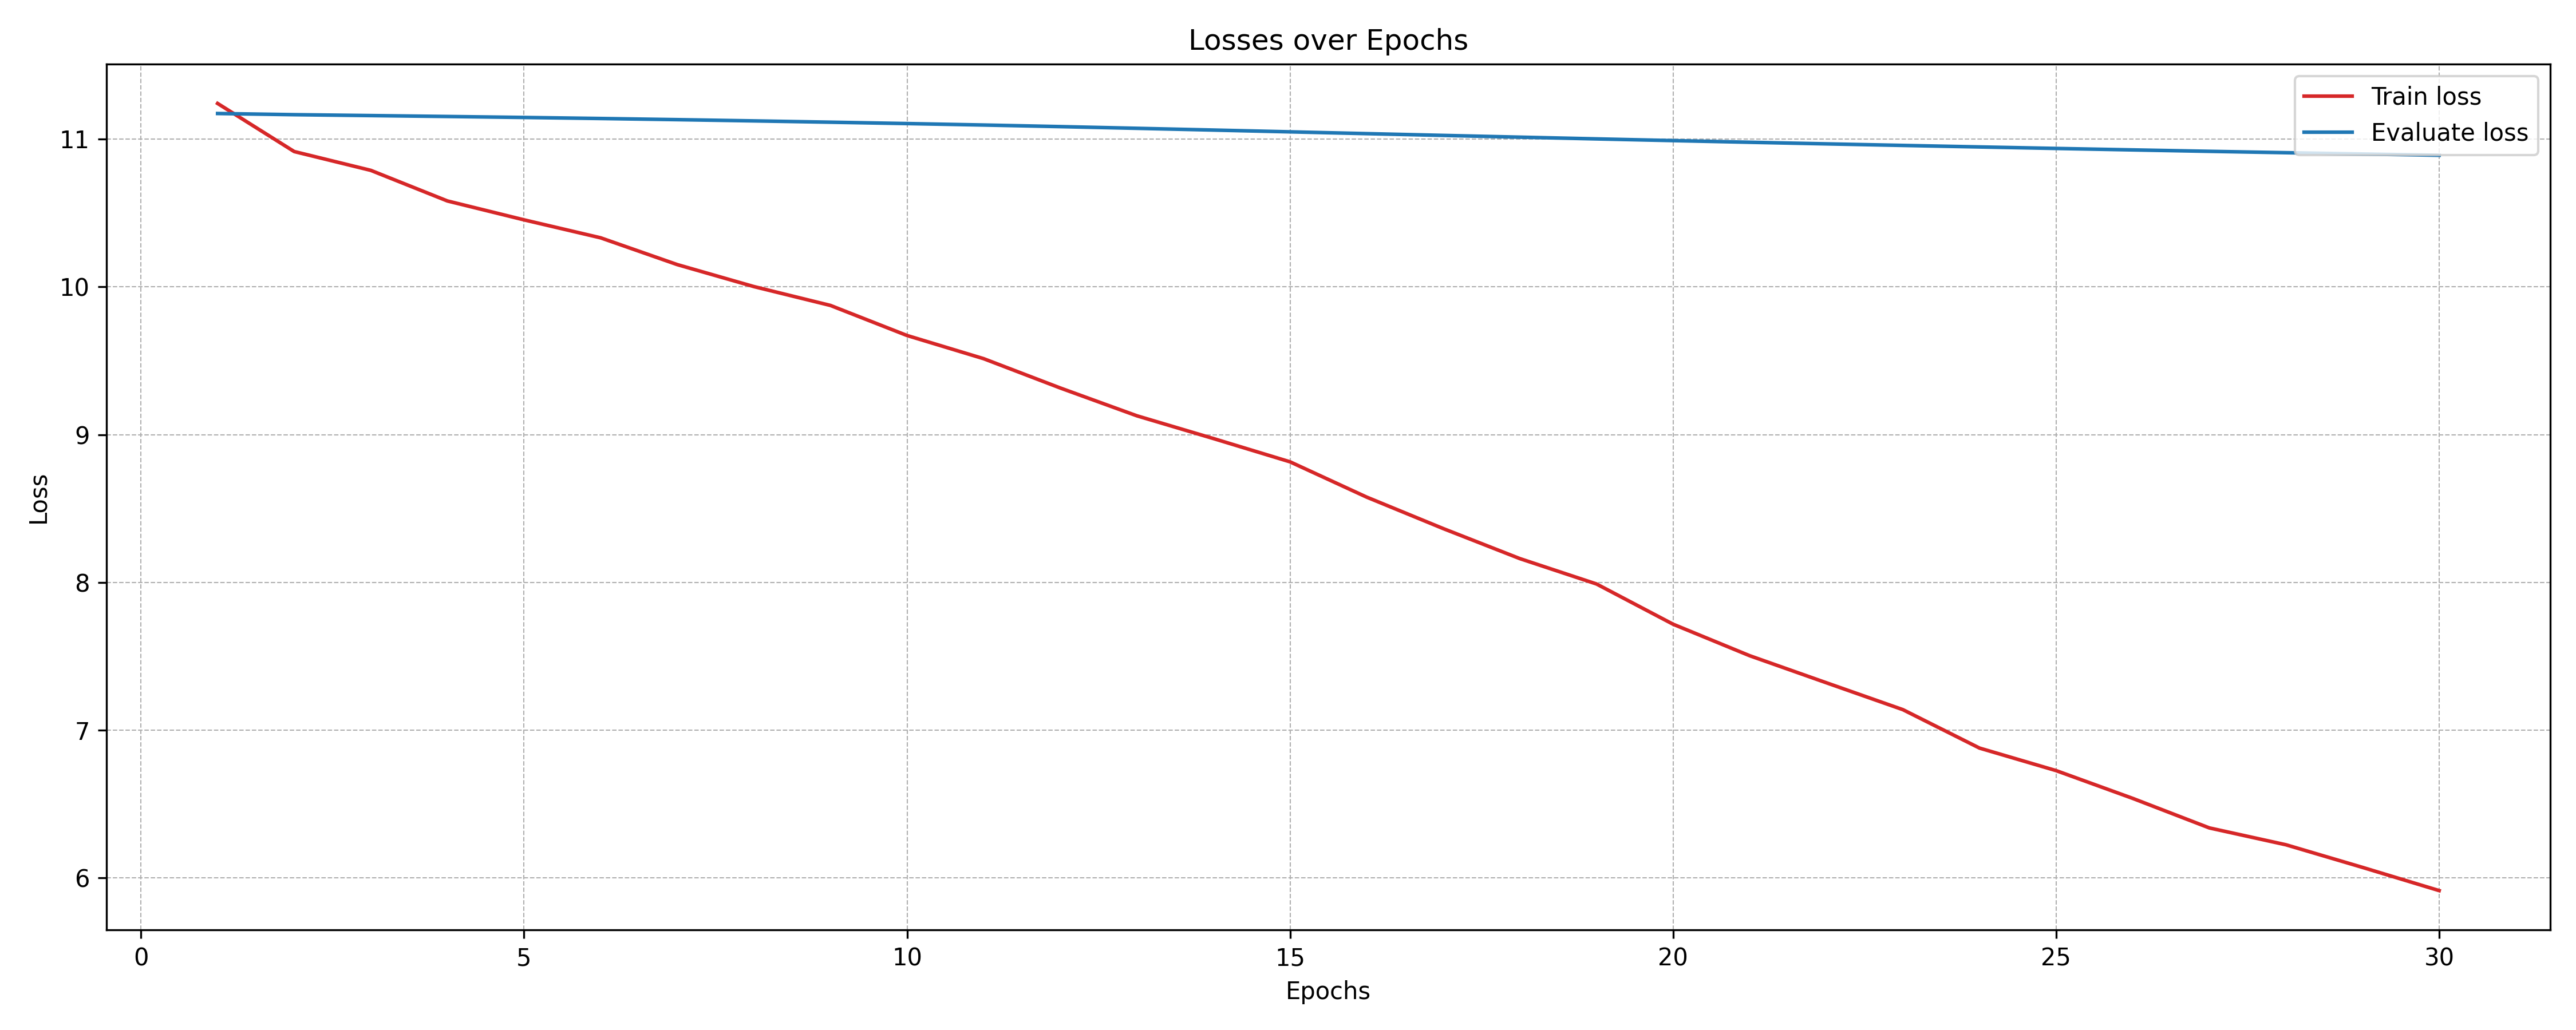 Losses over Epochs
Train loss
Evaluate loss
11
10
9
8
7
6
Loss
0 5 10 15 20 25 30
Epochs